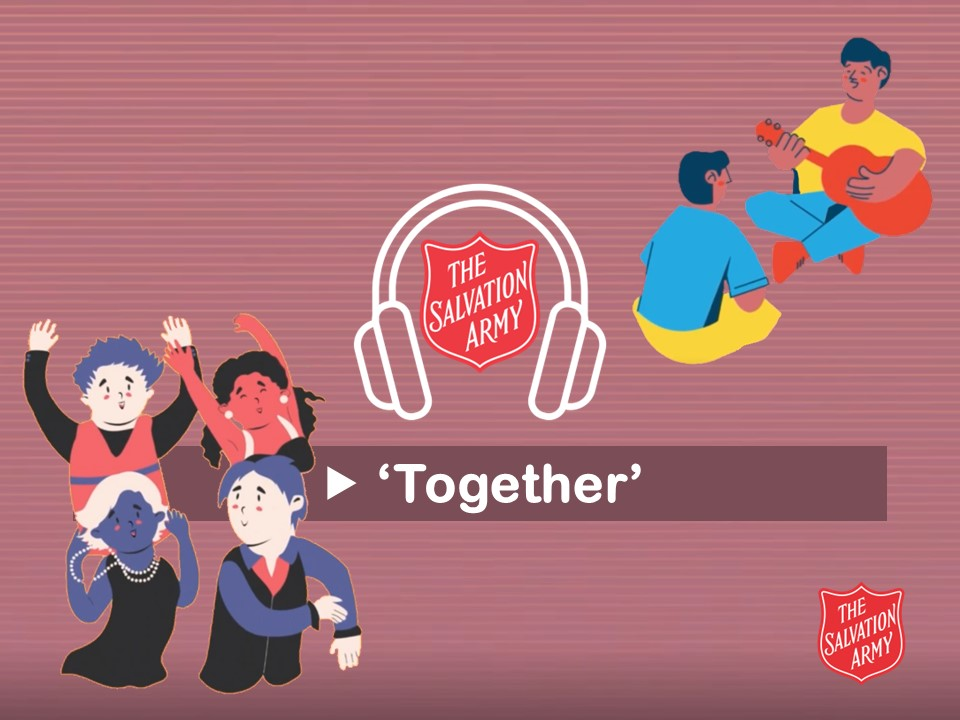 THE
SALVATION
ARMY
‘Together’
THE
SALVATION
ARMY